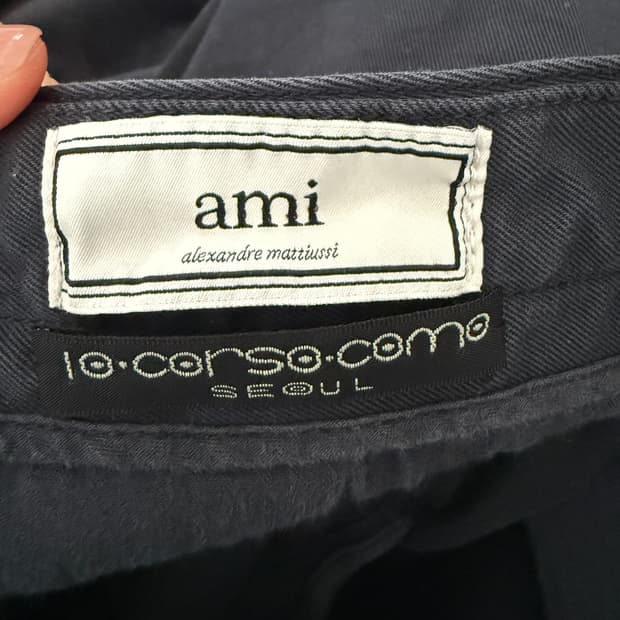 ami
alexandre mattiussi
10·corso·como
SEOUL